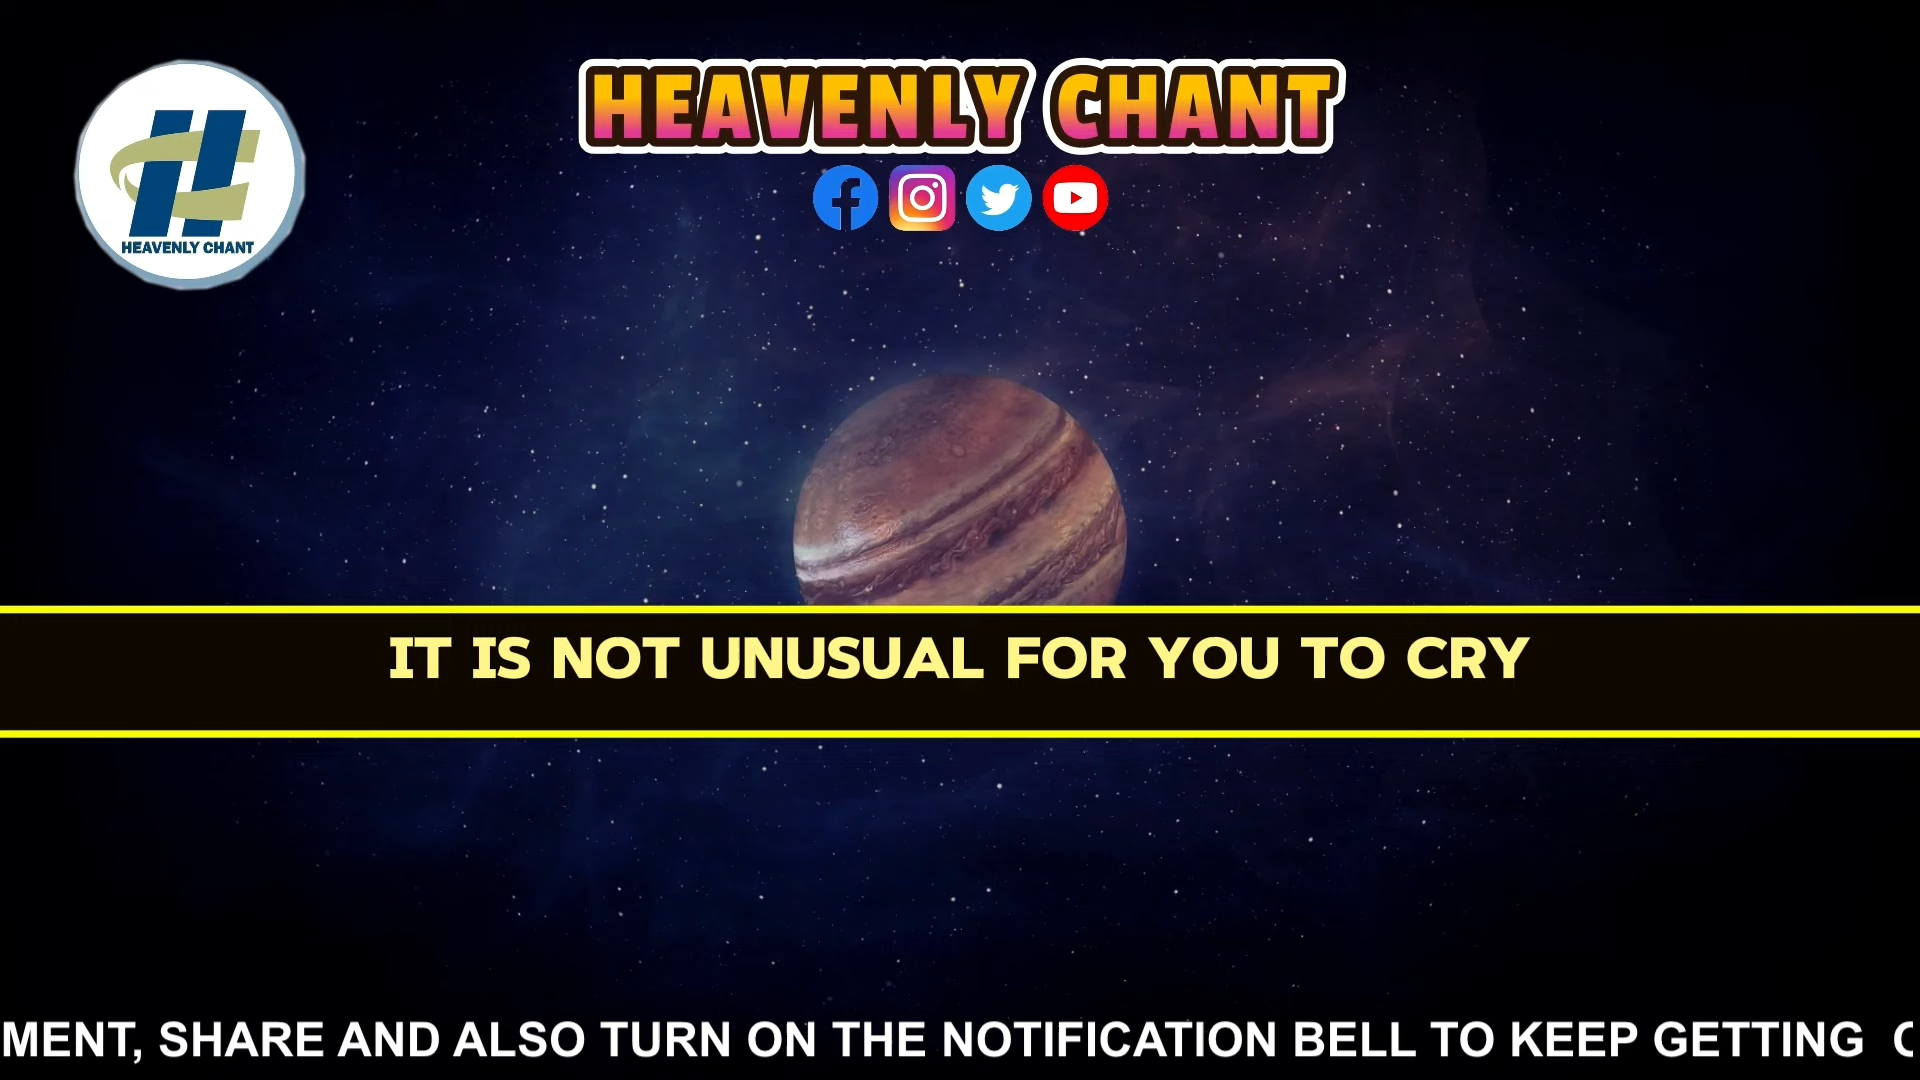 HEAVENLY CHANT
HEAVENLY CHANT
IT IS NOT UNUSUAL FOR YOU TO CRY
MENT, SHARE AND ALSO TURN ON THE NOTIFICATION BELL TO KEEP GETTING